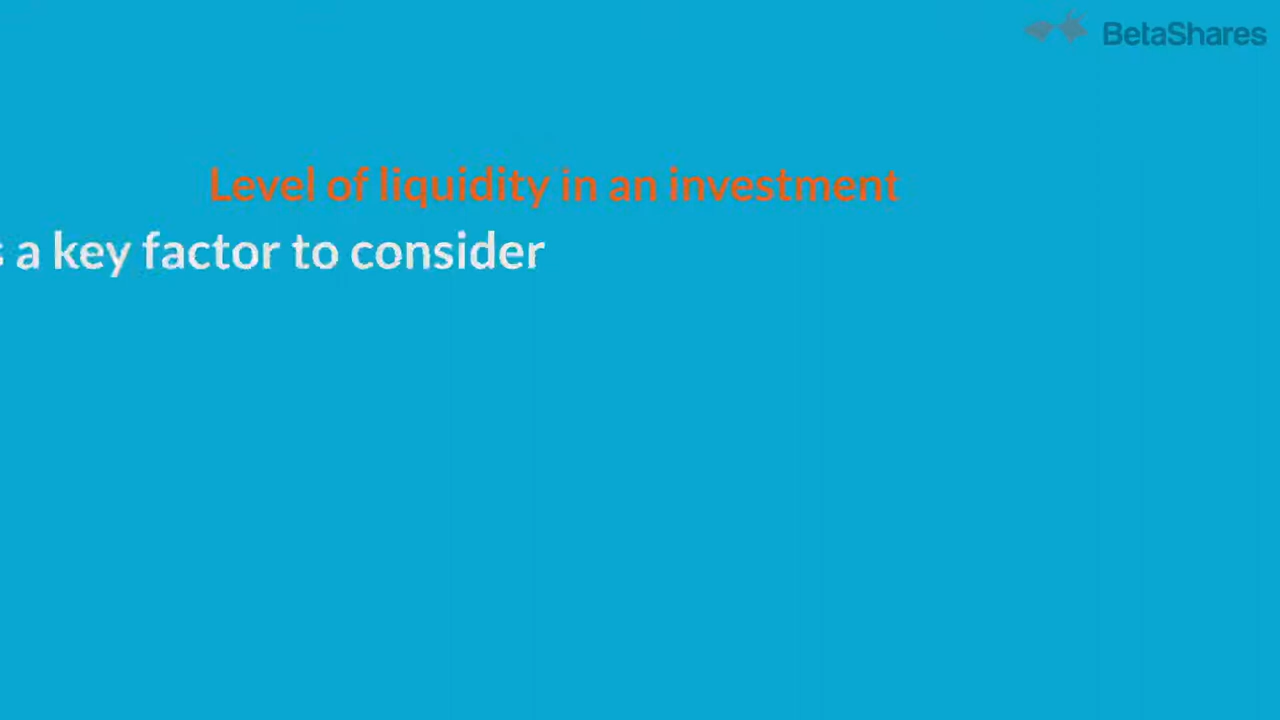 BetaShares
Level of liquidity in an investment
a key factor to consider